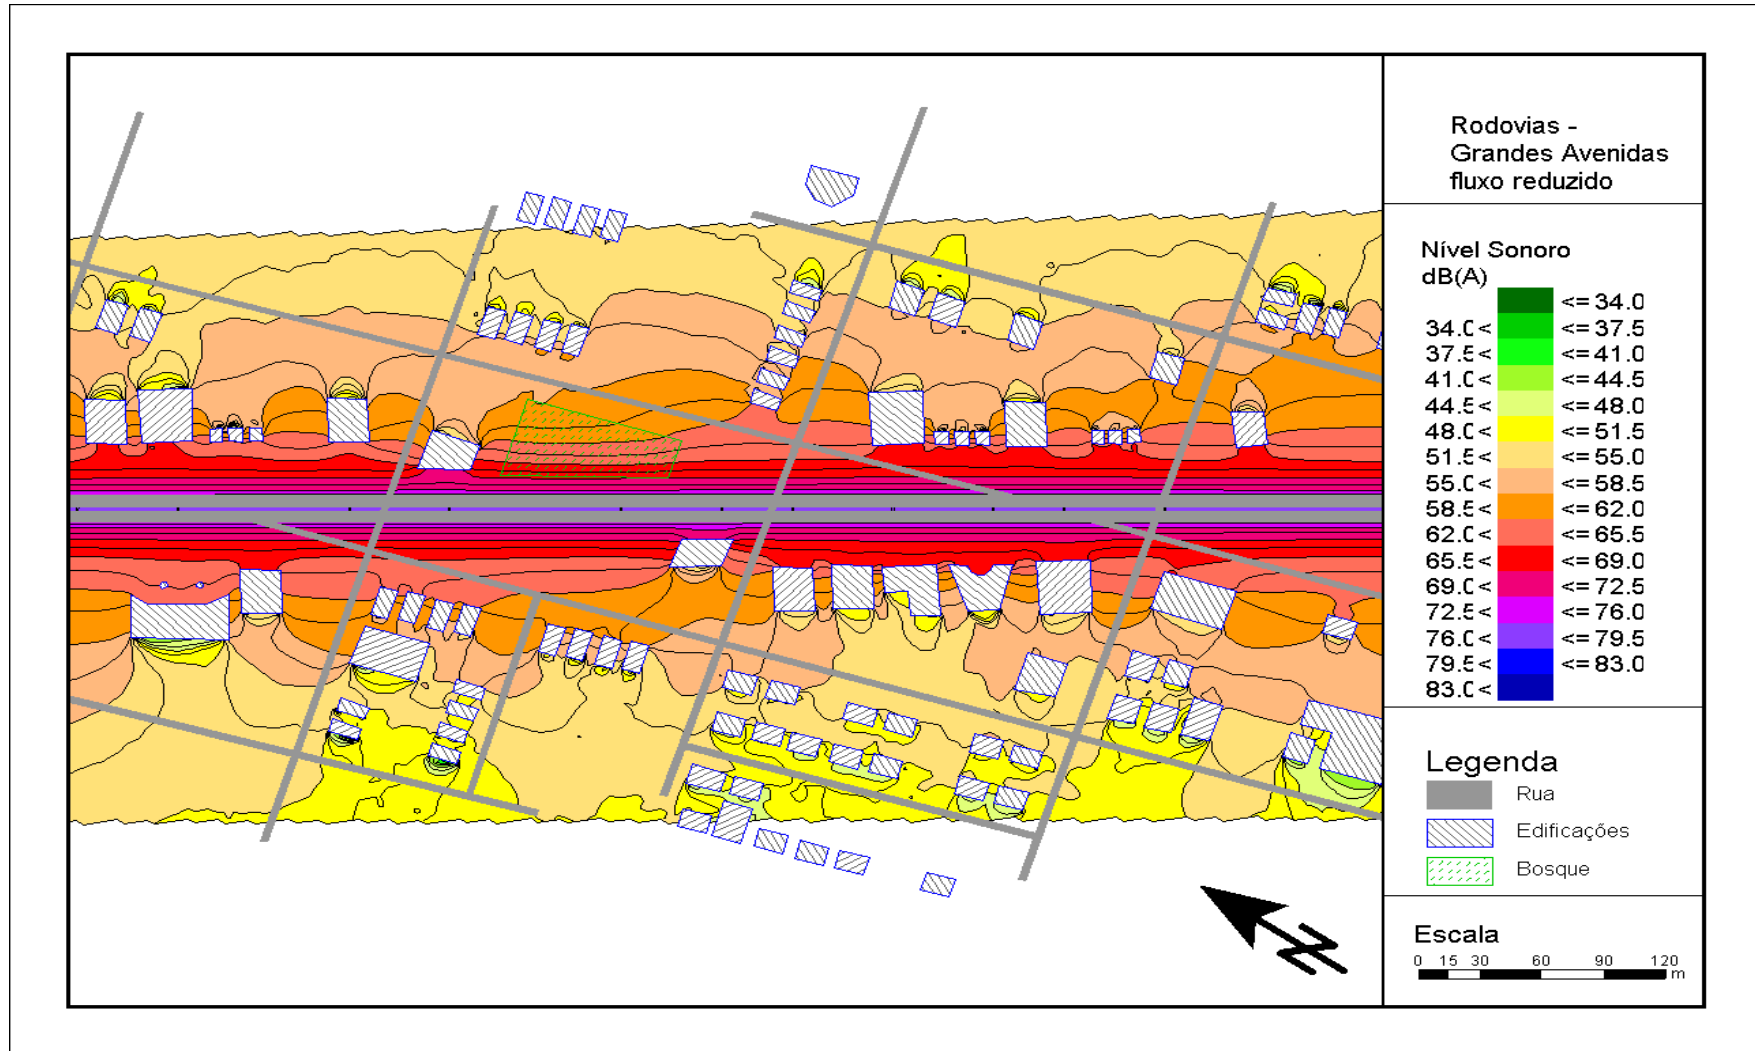 Rodovias -
Grandes Avenidas
fluxo reduzido
Nível Sonoro
dB(A)
<= 34.0
34.0 < <= 37.5
37.5 < <= 41.0
41.0 < <= 44.5
44.5 < <= 48.0
48.0 < <= 51.5
51.5 < <= 55.0
55.0 < <= 58.5
58.5 < <= 62.0
62.0 < <= 65.5
65.5 < <= 69.0
69.0 < <= 72.5
72.5 < <= 76.0
76.0 < <= 79.5
79.5 < <= 83.0
83.0 <
Legenda
Rua
Edificações
Bosque
N
Escala
0 15 30 60 90 120
m